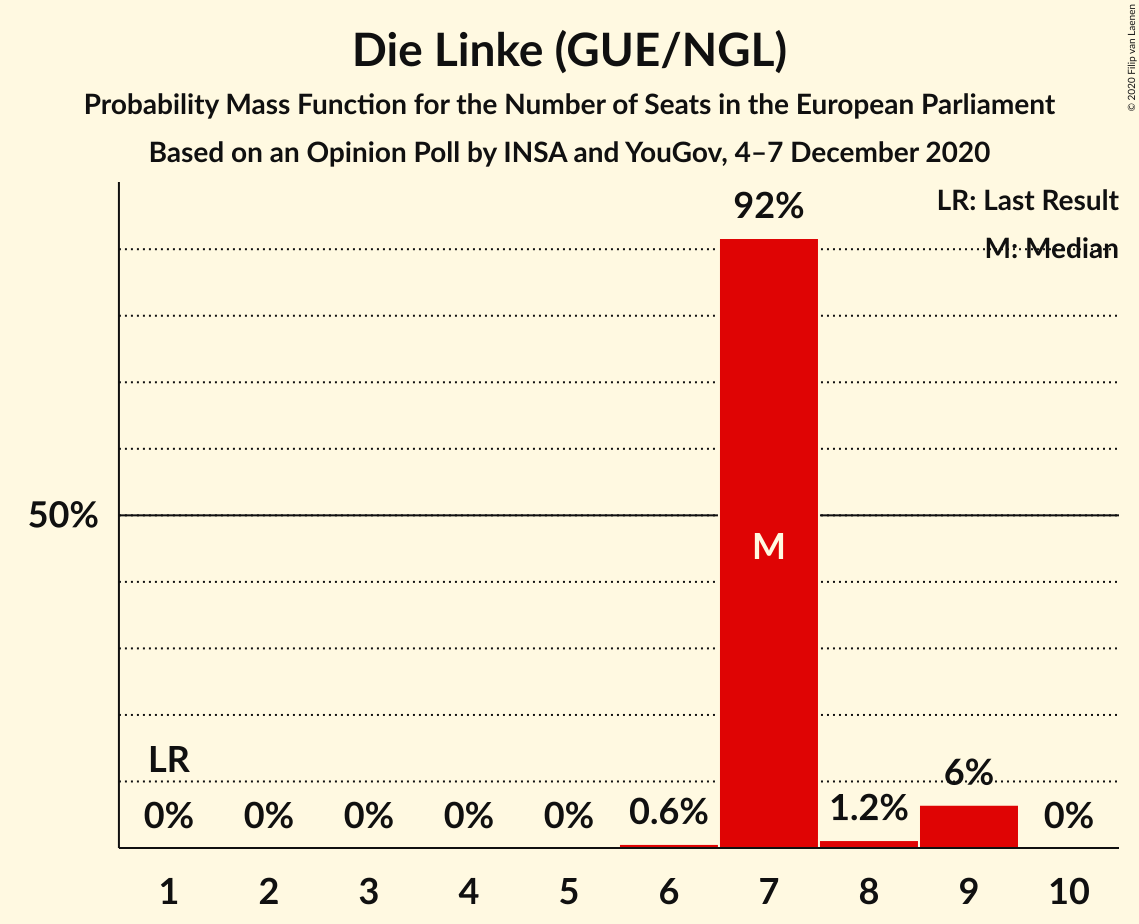 Die Linke (GUE/NGL)
Probability Mass Function for the Number of Seats in the European Parliament
Based on an Opinion Poll by INSA and YouGov, 4–7 December 2020
© 2020 Filip van Laenen
LR: Last Result
M: Median
92%
50%
M
LR
0%
0%
0%
0%
0%
0.6%
1.2%
6%
0%
1
2
3
4
5
6
7
8
9
10